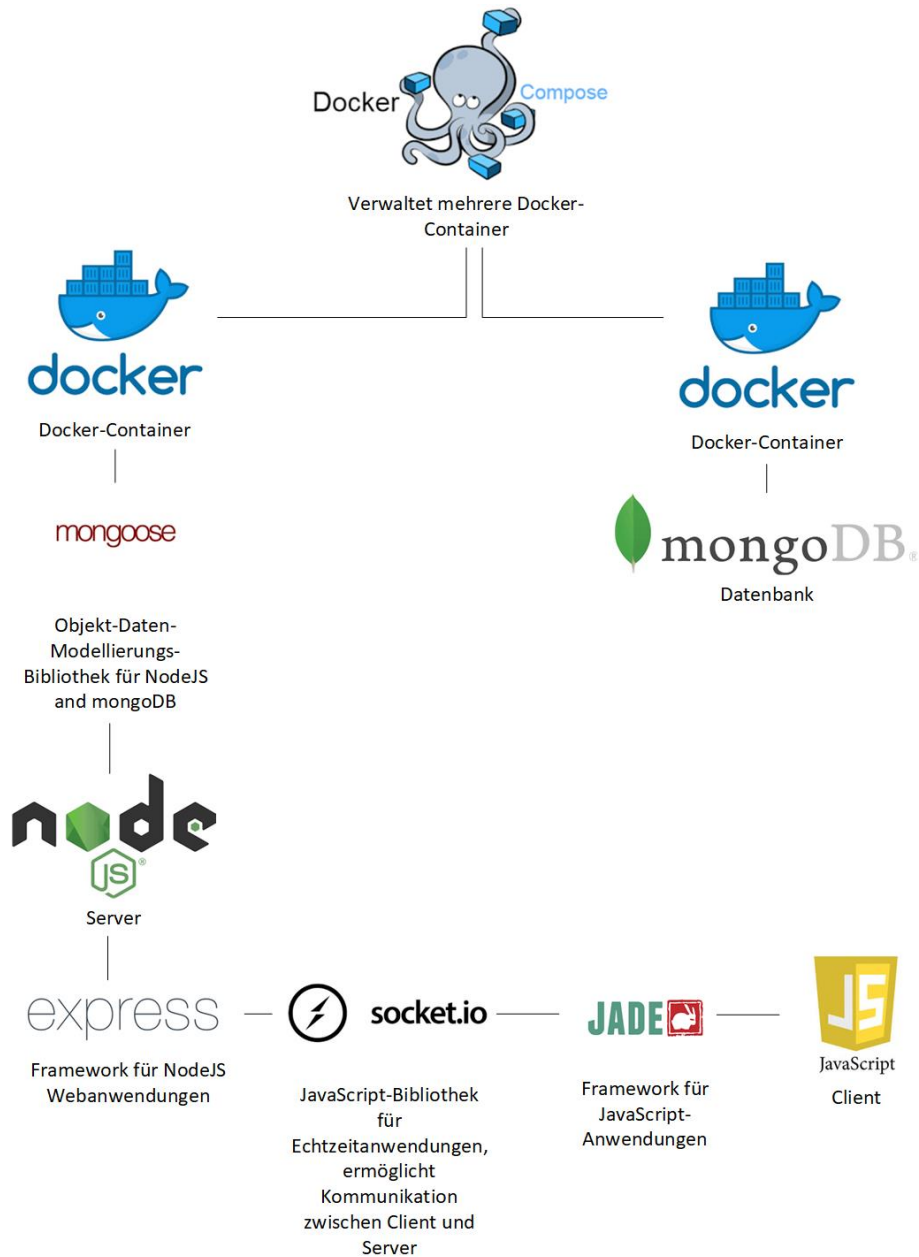 Docker
Compose
Verwaltet mehrere Docker-
Container
docker
Docker-Container
docker
Docker-Container
mongoose
mongoDB®
Datenbank
Objekt-Daten-
Modellierungs-
Bibliothek für NodeJS
and mongoDB
node
JS®
Server
express
Framework für NodeJS
Webanwendungen
socket.io
JavaScript-Bibliothek
für
Echtzeitanwendungen,
ermöglicht
Kommunikation
zwischen Client und
Server
JADE
Framework für
JavaScript-
Anwendungen
JS
JavaScript
Client